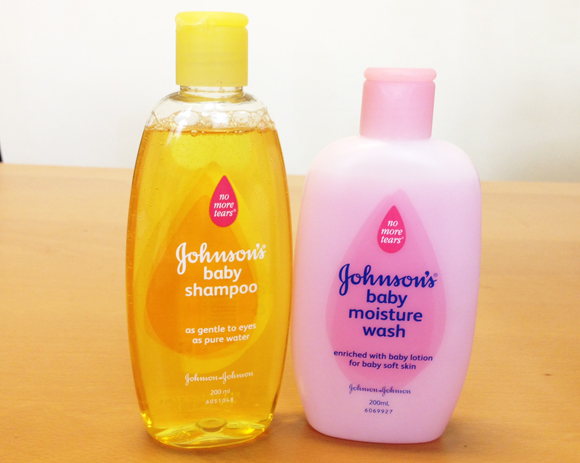 no
more
tears®
Johnson's
baby
shampoo
as gentle to eyes
as pure water
Johnson & Johnson
200 ml
no
more
tears®
Johnson's®
baby
moisture
wash
enriched with baby lotion
for baby soft skin
Johnson & Johnson
200mL
6069927